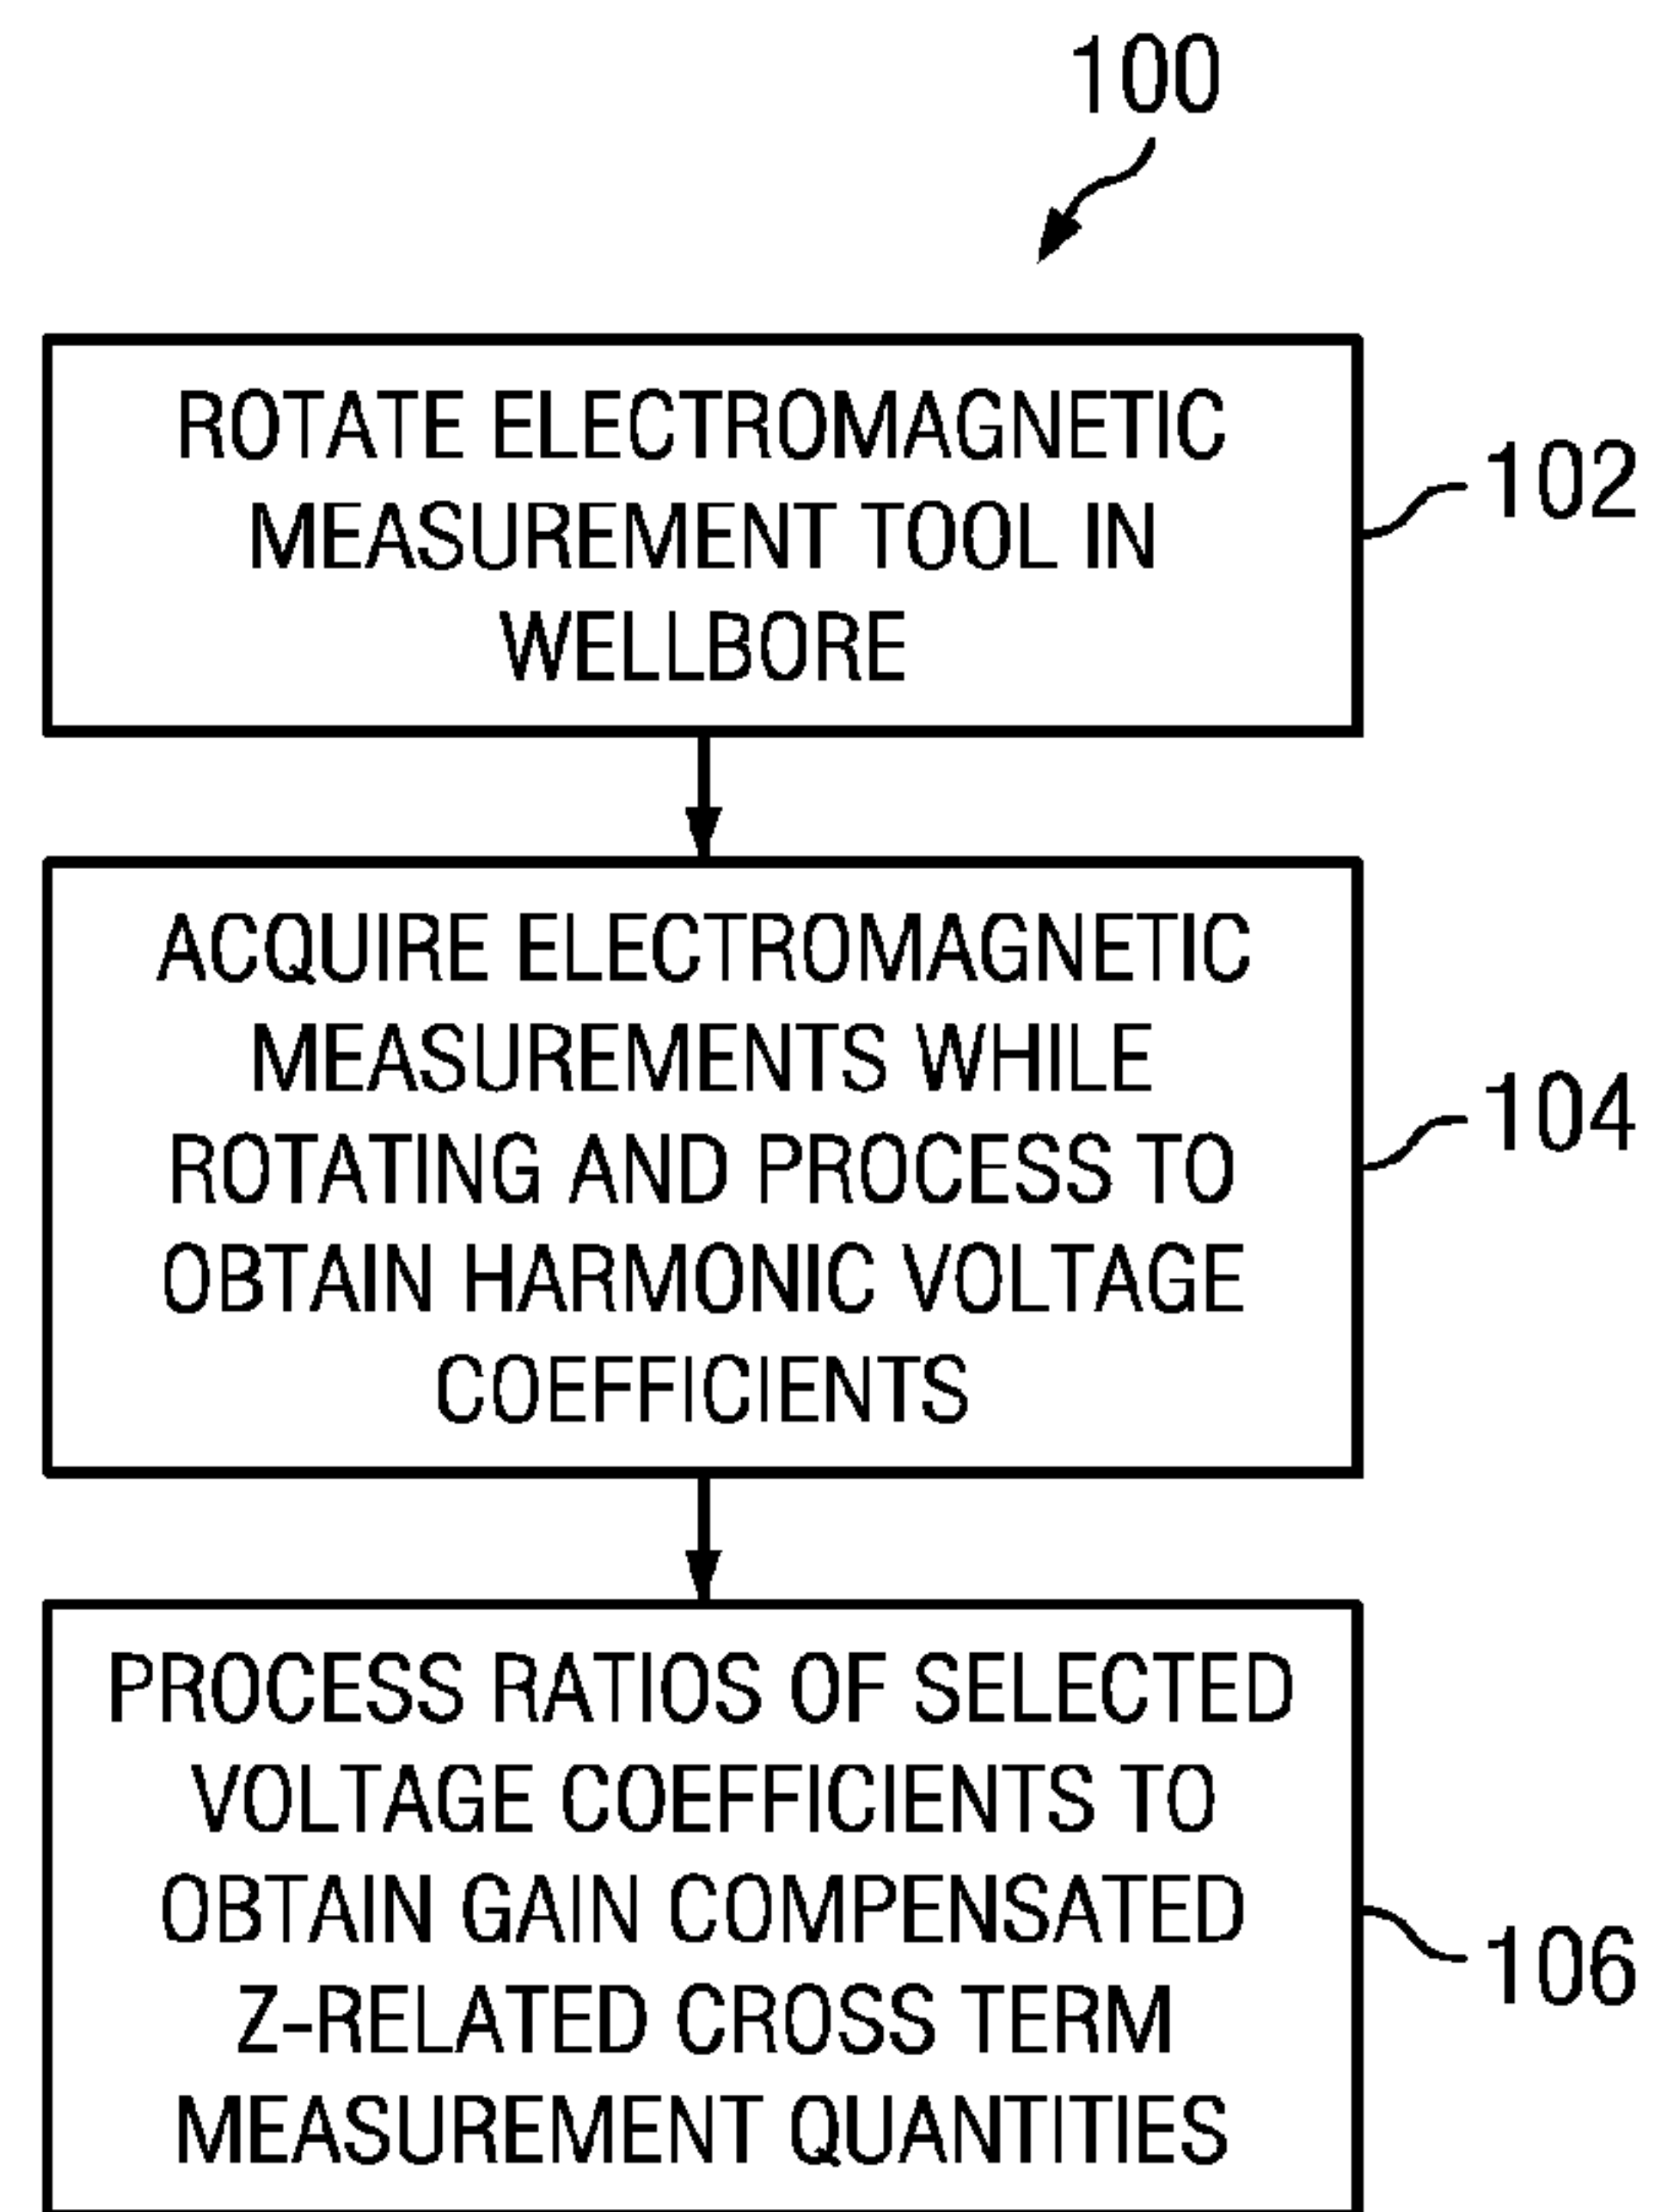 100
ROTATE ELECTROMAGNETIC
MEASUREMENT TOOL IN
WELLBORE
102
ACQUIRE ELECTROMAGNETIC
MEASUREMENTS WHILE
ROTATING AND PROCESS TO
OBTAIN HARMONIC VOLTAGE
COEFFICIENTS
104
PROCESS RATIOS OF SELECTED
VOLTAGE COEFFICIENTS TO
OBTAIN GAIN COMPENSATED
Z-RELATED CROSS TERM
MEASUREMENT QUANTITIES
106